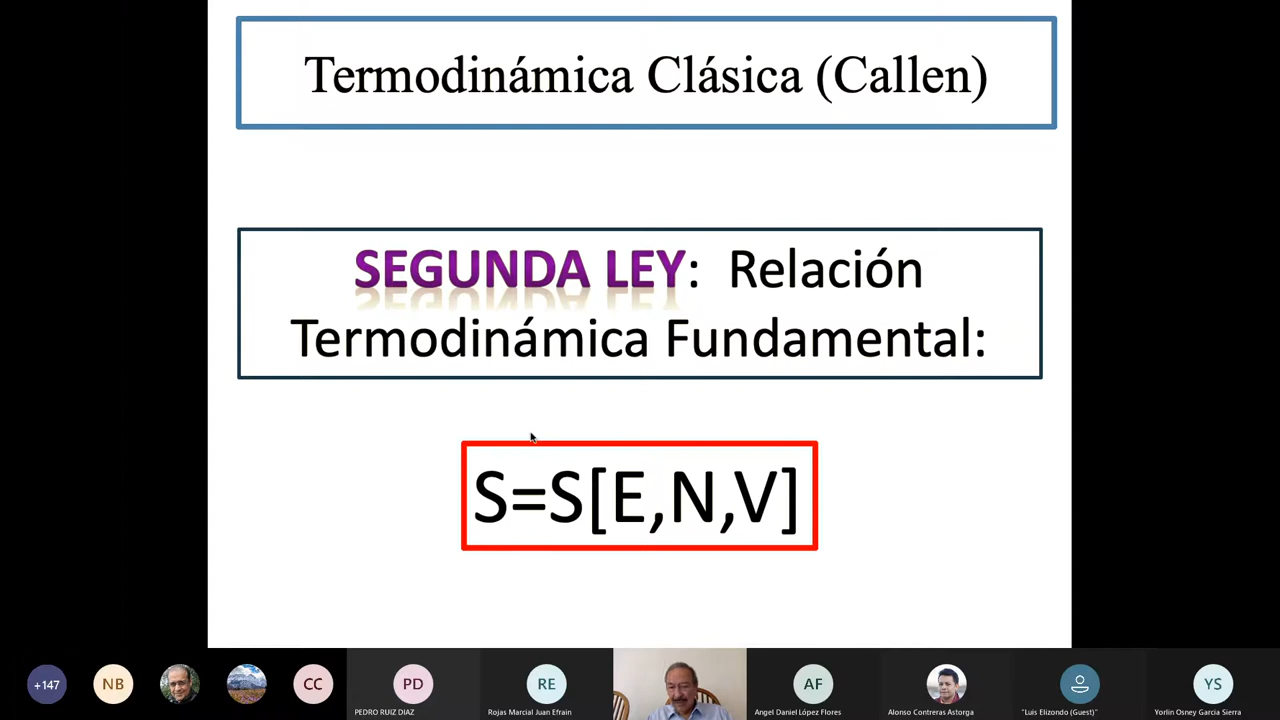 Termodinámica Clásica (Callen)
SEGUNDA LEY: Relación
Termodinámica Fundamental:
S=S[E,N,V]
+147
NB
CC
PD
PEDRO RUIZ DIAZ
RE
Rojas Marcial Juan Efrain
AF
Angel Daniel López Flores
Alonso Contreras Astorga
"Luis Elizondo (Guest)"
YS
Yorlin Osney Garcia Sierra